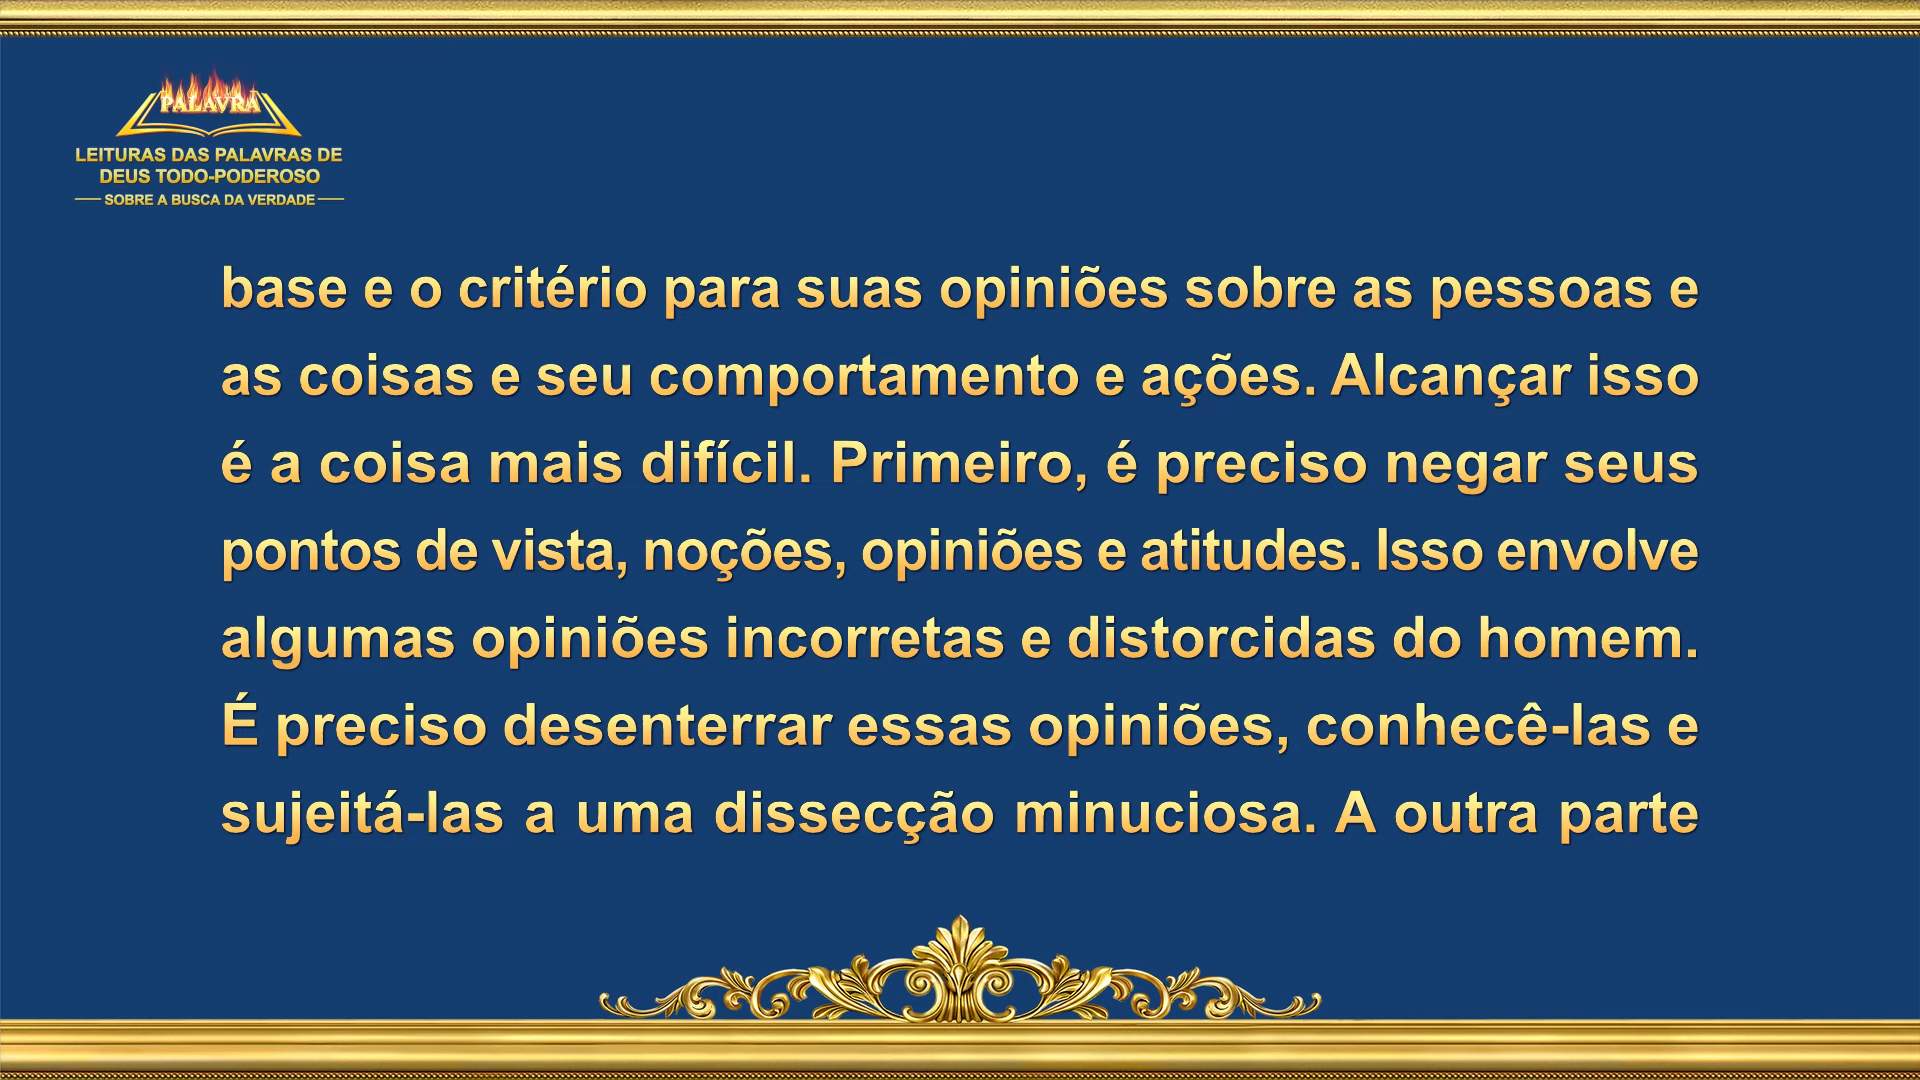 PALAVRA
LEITURAS DAS PALAVRAS DE
DEUS TODO-PODEROSO
SOBRE A BUSCA DA VERDADE
base e o critério para suas opiniões sobre as pessoas e
as coisas e seu comportamento e ações. Alcançar isso
é a coisa mais difícil. Primeiro, é preciso negar seus
pontos de vista, noções, opiniões e atitudes. Isso envolve
algumas opiniões incorretas e distorcidas do homem.
É preciso desenterrar essas opiniões, conhecê-las e
sujeitá-las a uma dissecção minuciosa. A outra parte